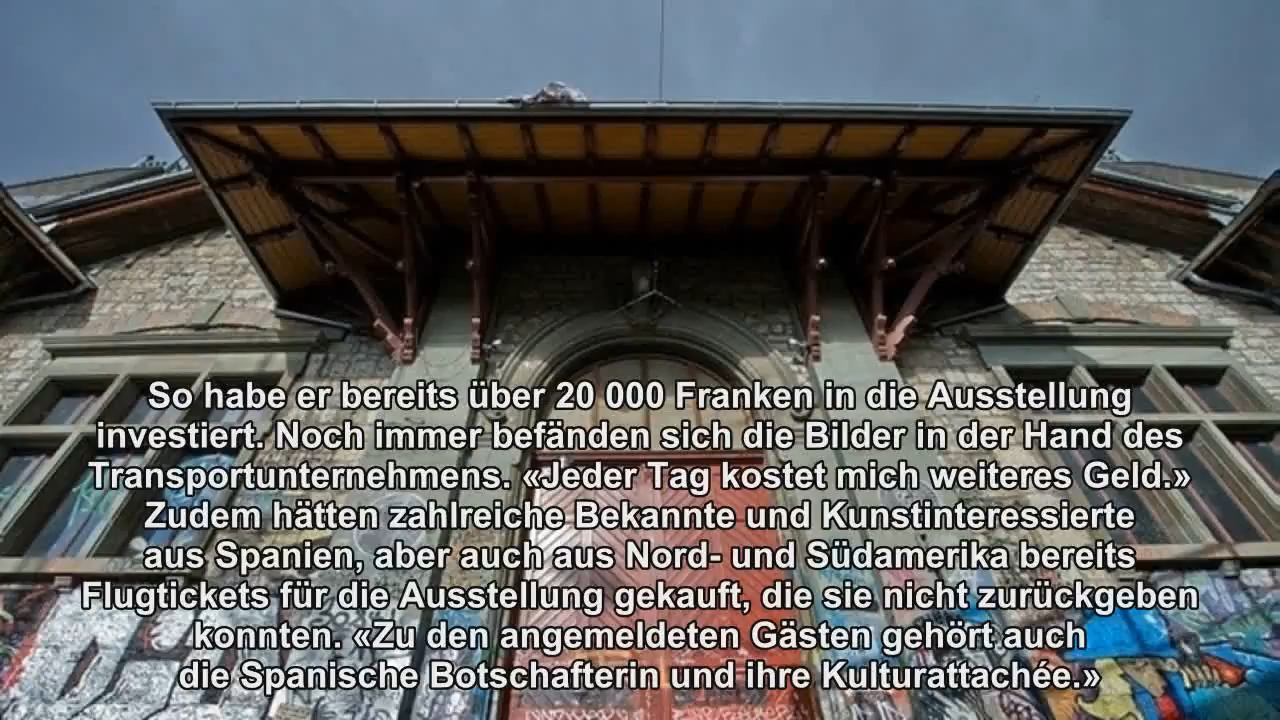 So habe er bereits über 20 000 Franken in die Ausstellung
investiert. Noch immer befänden sich die Bilder in der Hand des
Transportunternehmens. «Jeder Tag kostet mich weiteres Geld.»
Zudem hätten zahlreiche Bekannte und Kunstinteressierte
aus Spanien, aber auch aus Nord- und Südamerika bereits
Flugtickets für die Ausstellung gekauft, die sie nicht zurückgeben
konnten. «Zu den angemeldeten Gästen gehört auch
die Spanische Botschafterin und ihre Kulturattachée.»